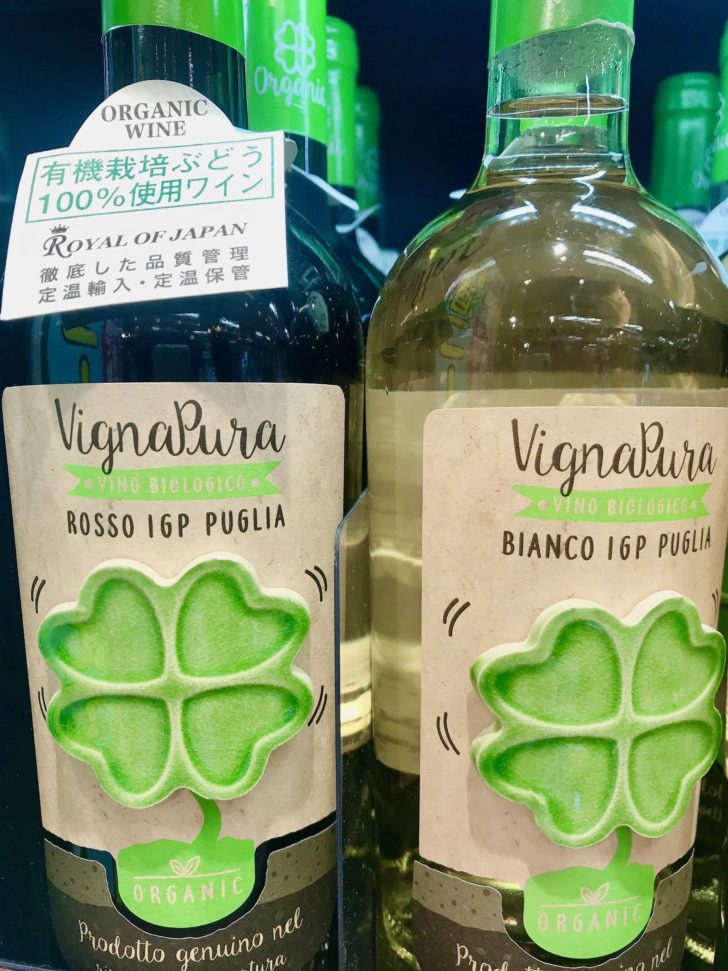 Organic
ORGANIC
WINE
有機栽培ぶどう
100%使用ワイン
ROYAL OF JAPAN
徹底した品質管理
定温輸入・定温保管
VignaPura
VINO BIOLOGICO
ROSSO IGP PUGLIA
ORGANIC
Prodotto genuino nel
VignaPura
VINO BIOLOGICO
BIANCO IGP PUGLIA
ORGANIC
nel